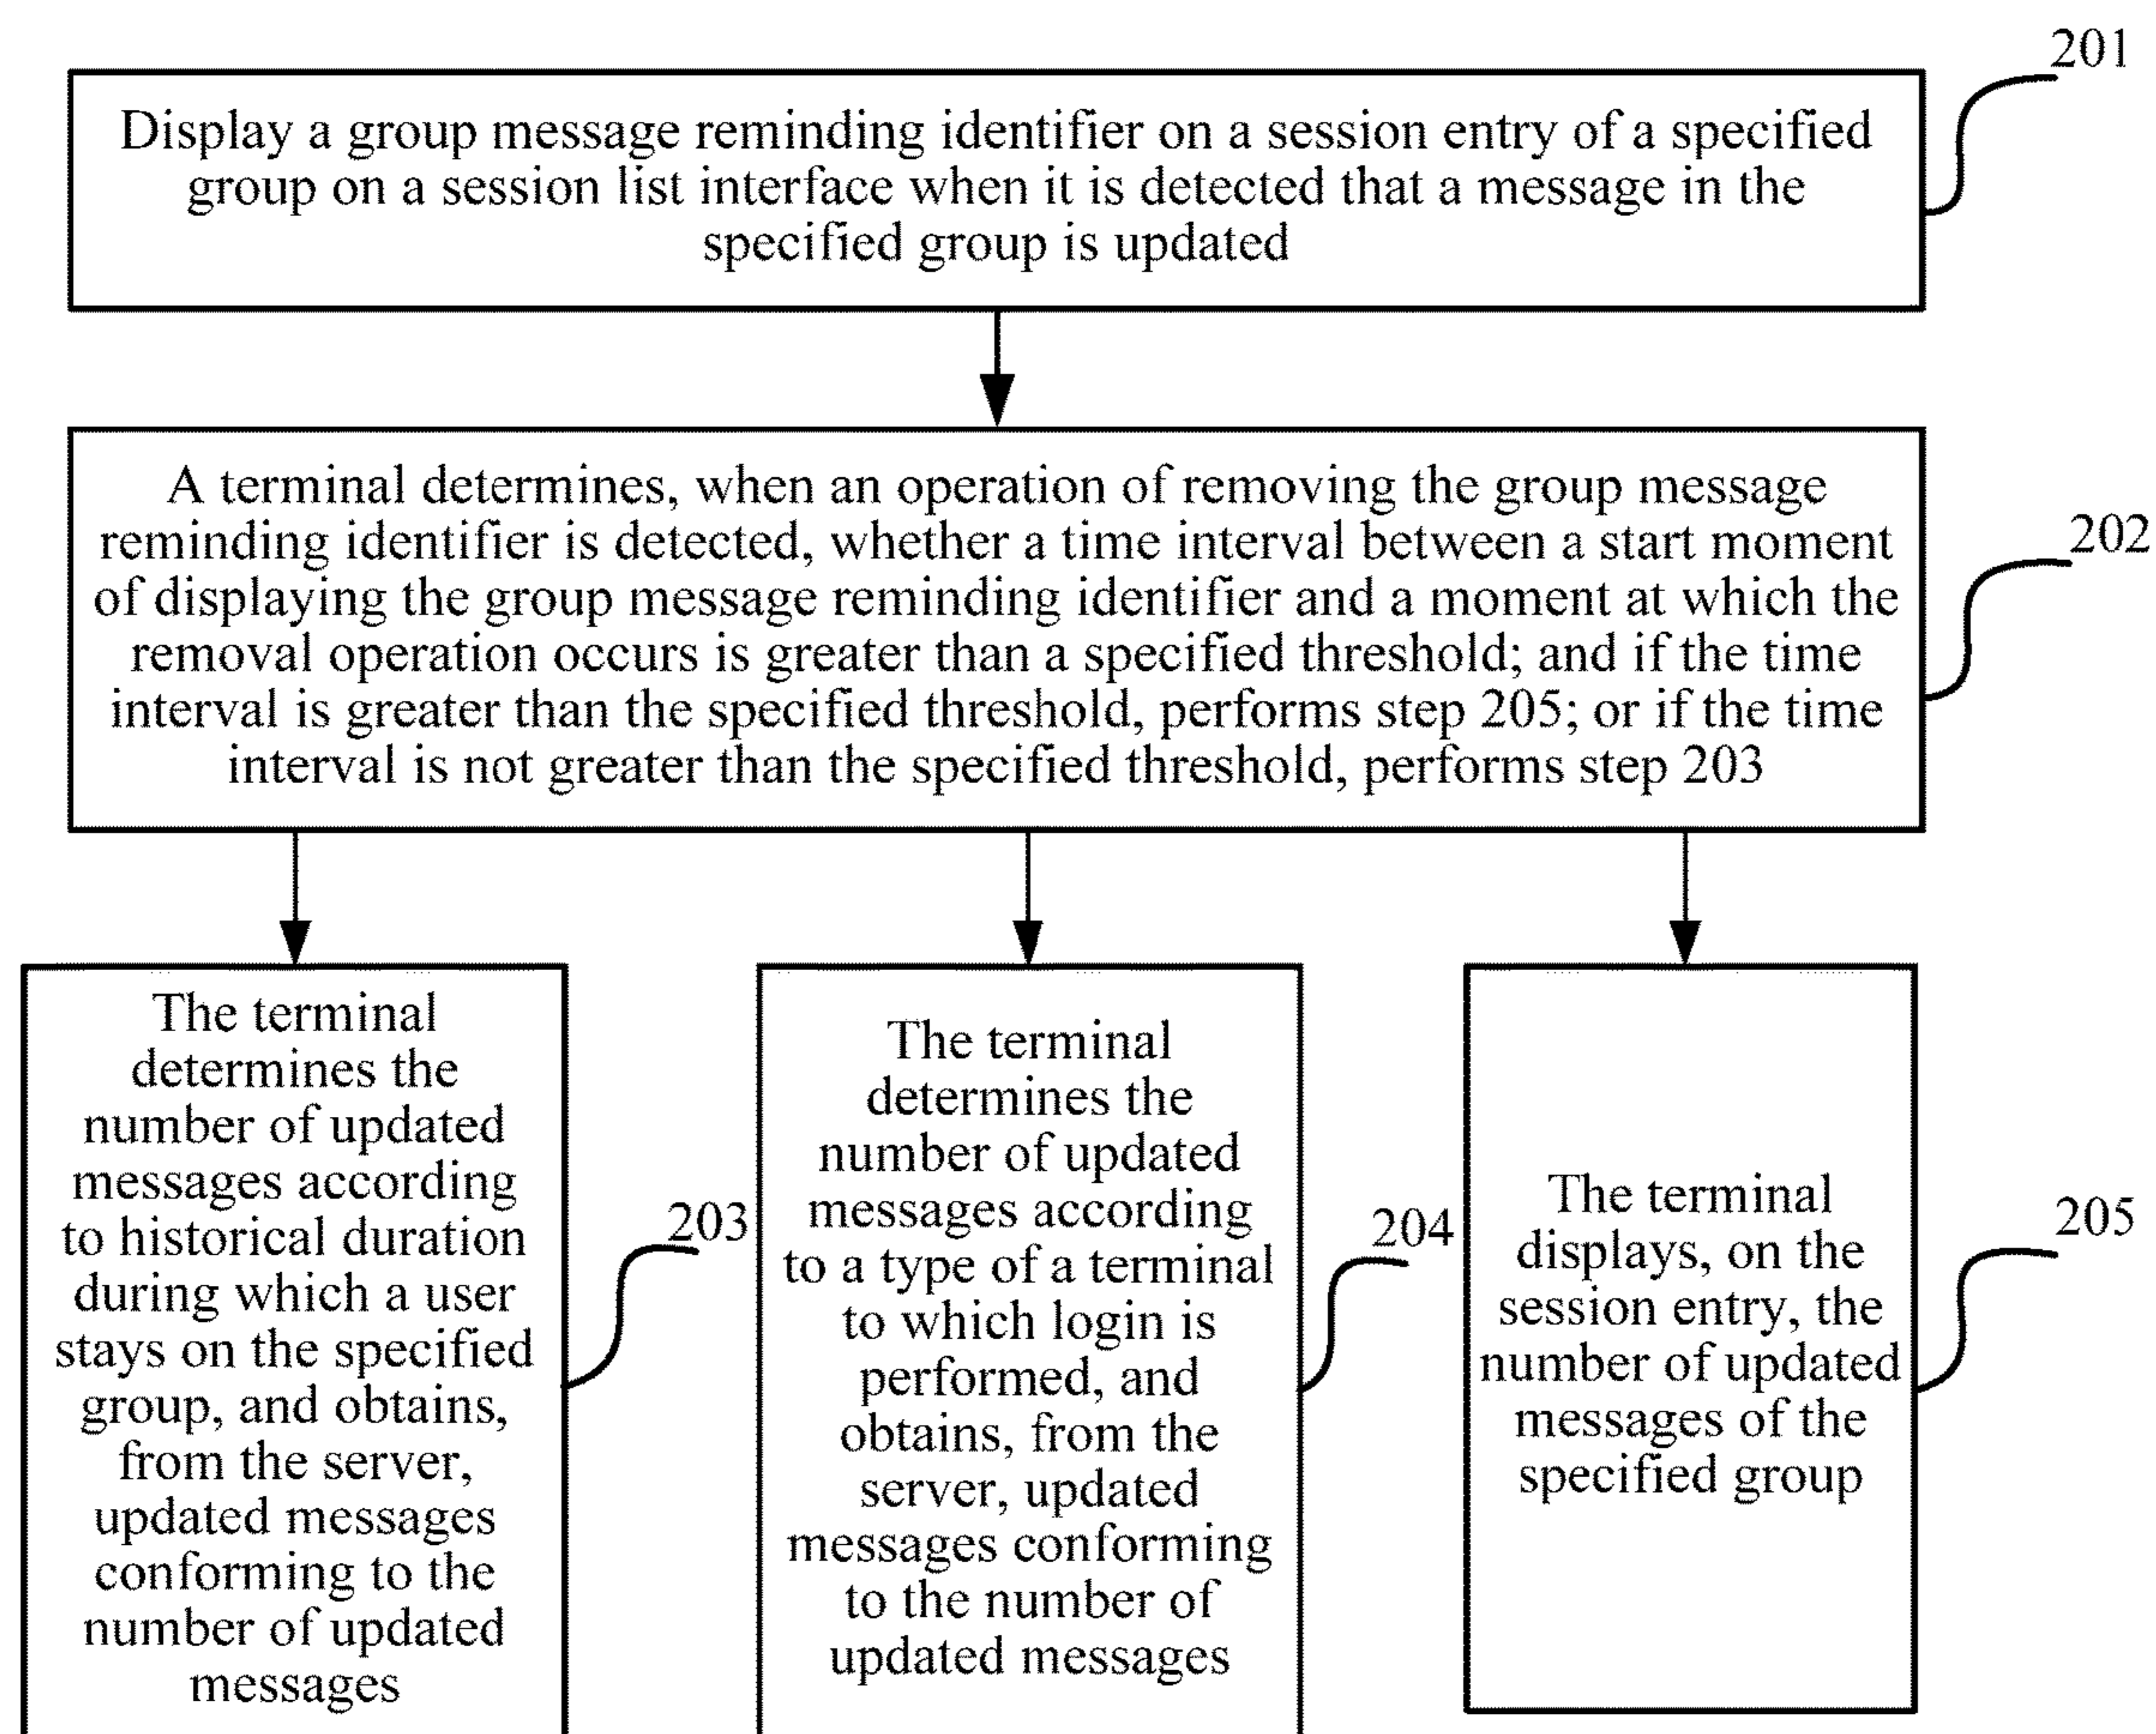 201
Display a group message reminding identifier on a session entry of a specified
group on a session list interface when it is detected that a message in the
specified group is updated
A terminal determines, when an operation of removing the group message
reminding identifier is detected, whether a time interval between a start moment
of displaying the group message reminding identifier and a moment at which the
removal operation occurs is greater than a specified threshold; and if the time
interval is greater than the specified threshold, performs step 205; or if the time
interval is not greater than the specified threshold, performs step 203
202
The terminal
determines the
number of updated
messages according
to historical duration
during which a user
stays on the specified
group, and obtains,
from the server,
updated messages
conforming to the
number of updated
messages
203
The terminal
determines the
number of updated
messages according
to a type of a terminal
to which login is
performed, and
obtains, from the
server, updated
messages conforming
to the number of
updated messages
204
The terminal
displays, on the
session entry, the
number of updated
messages of the
specified group
205